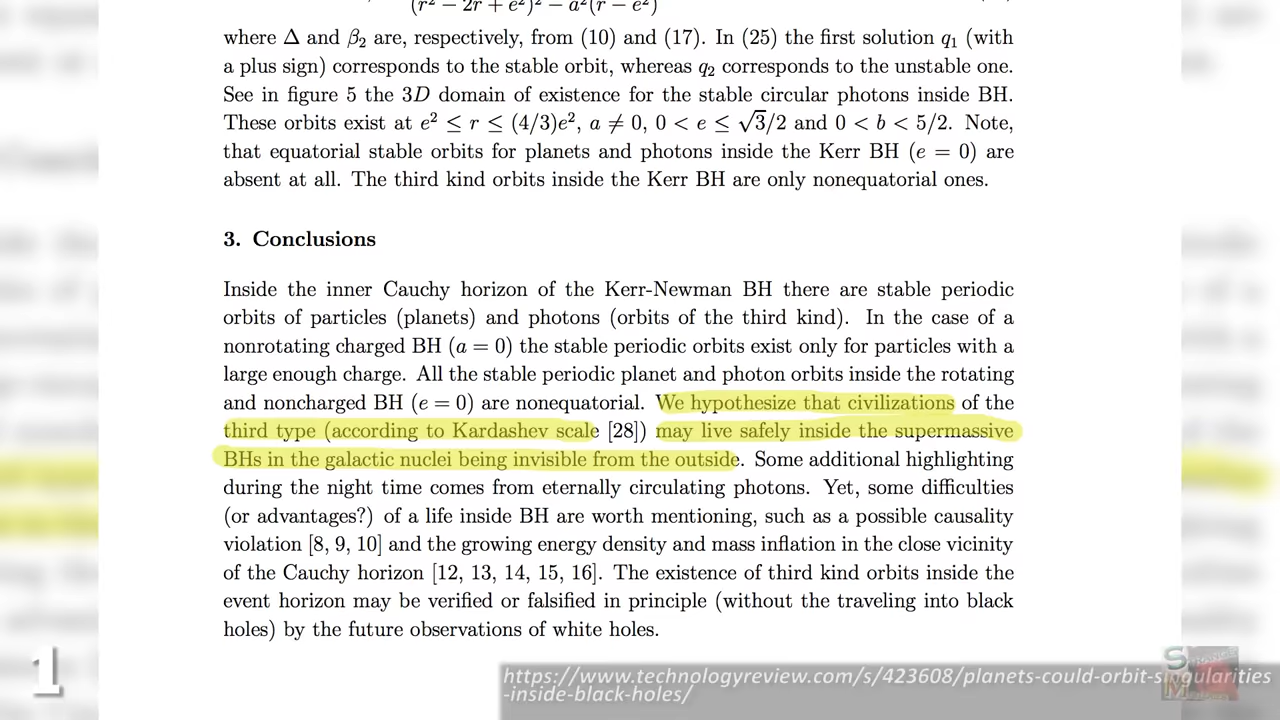 (r² − 2r + e²)² − a²(r − e²)
where Δ and β₂ are, respectively, from (10) and (17). In (25) the first solution q₁ (with
a plus sign) corresponds to the stable orbit, whereas q₂ corresponds to the unstable one.
See in figure 5 the 3D domain of existence for the stable circular photons inside BH.
These orbits exist at e² ≤ r ≤ (4/3)e², a ≠ 0, 0 < e ≤ √3/2 and 0 < b < 5/2. Note,
that equatorial stable orbits for planets and photons inside the Kerr BH (e = 0) are
absent at all. The third kind orbits inside the Kerr BH are only nonequatorial ones.
3. Conclusions
Inside the inner Cauchy horizon of the Kerr-Newman BH there are stable periodic
orbits of particles (planets) and photons (orbits of the third kind). In the case of a
nonrotating charged BH (a = 0) the stable periodic orbits exist only for particles with a
large enough charge. All the stable periodic planet and photon orbits inside the rotating
and noncharged BH (e = 0) are nonequatorial. We hypothesize that civilizations of the
third type (according to Kardashev scale [28]) may live safely inside the supermassive
BHs in the galactic nuclei being invisible from the outside. Some additional highlighting
during the night time comes from eternally circulating photons. Yet, some difficulties
(or advantages?) of a life inside BH are worth mentioning, such as a possible causality
violation [8, 9, 10] and the growing energy density and mass inflation in the close vicinity
of the Cauchy horizon [12, 13, 14, 15, 16]. The existence of third kind orbits inside the
event horizon may be verified or falsified in principle (without the traveling into black
holes) by the future observations of white holes.
1
https://www.technologyreview.com/s/423608/planets-could-orbit-singularities
-inside-black-holes/